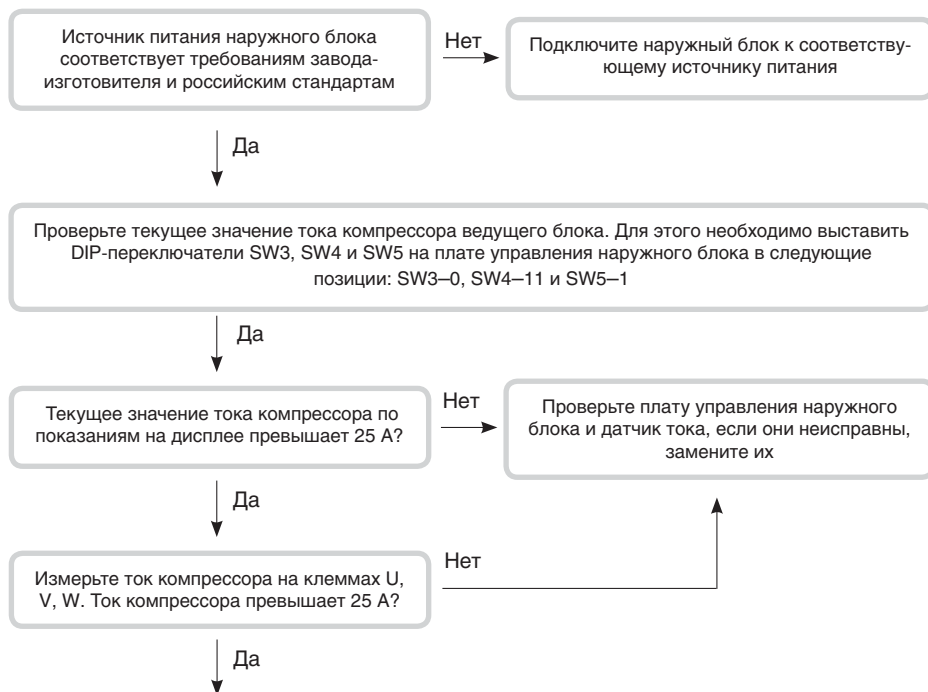 Источник питания наружного блока
соответствует требованиям завода-
изготовителя и российским стандартам
Нет
Подключите наружный блок к соответству-
ющему источнику питания
Да
Проверьте текущее значение тока компрессора ведущего блока. Для этого необходимо выставить
DIP-переключатели SW3, SW4 и SW5 на плате управления наружного блока в следующие
позиции: SW3–0, SW4–11 и SW5–1
Да
Текущее значение тока компрессора по
показаниям на дисплее превышает 25 А?
Нет
Проверьте плату управления наружного
блока и датчик тока, если они неисправны,
замените их
Да
Измерьте ток компрессора на клеммах U,
V, W. Ток компрессора превышает 25 А?
Нет
Да